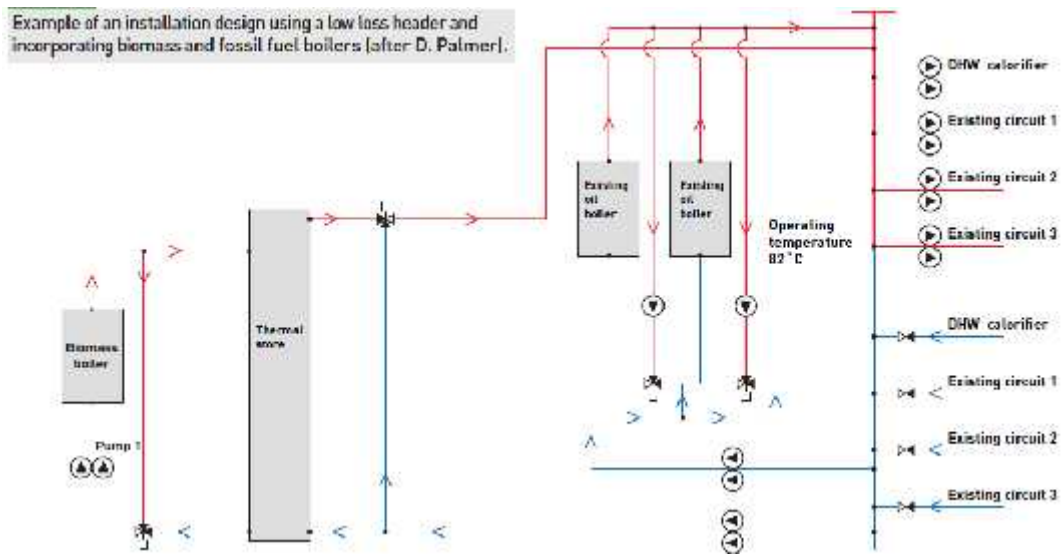 Example of an installation design using a low loss header and
incorporating biomass and fossil fuel boilers (after D. Palmer).
DHW calorifier
Existing circuit 1
Existing circuit 2
Existing circuit 3
Existing
oil
boiler
Existing
oil
boiler
Operating
temperature
82°C
Thermal
store
Biomass
boiler
Pump 1
DHW calorifier
Existing circuit 1
Existing circuit 2
Existing circuit 3